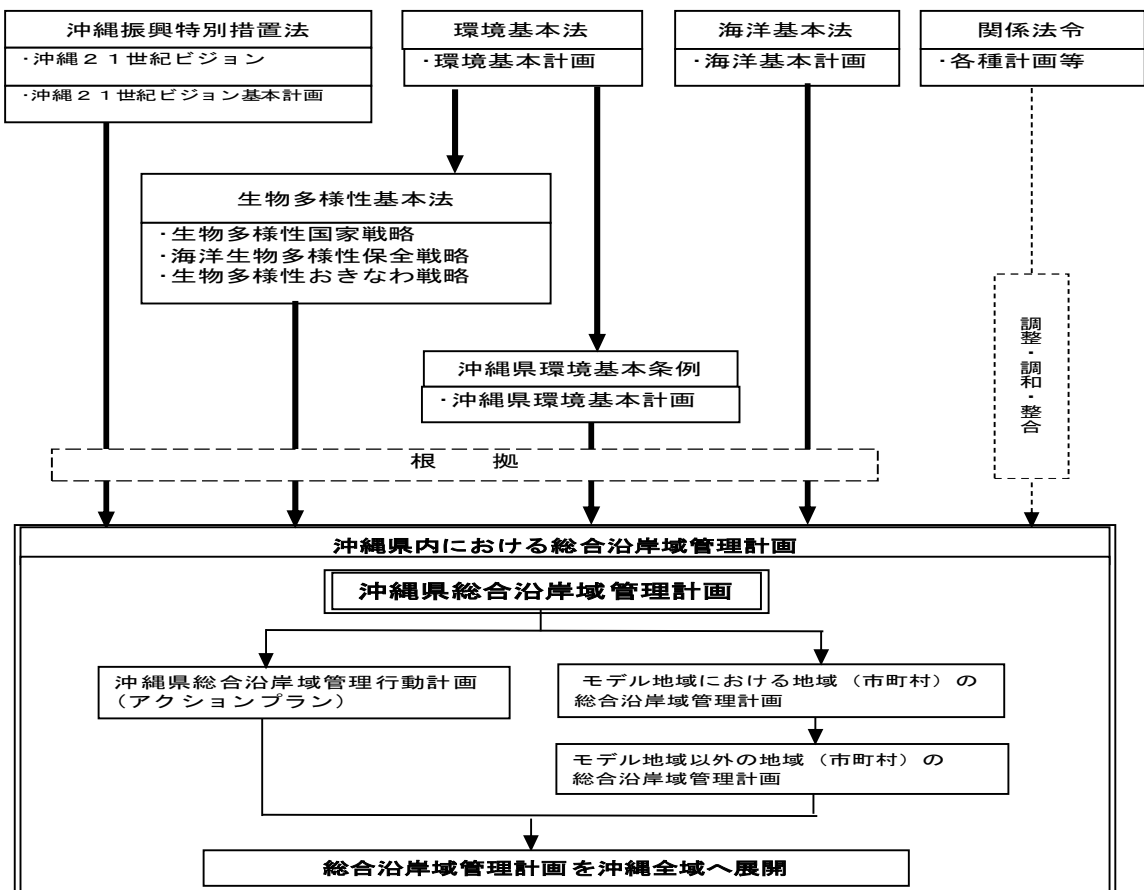 沖縄振興特別措置法
・沖縄２１世紀ビジョン
・沖縄２１世紀ビジョン基本計画
環境基本法
・環境基本計画
海洋基本法
・海洋基本計画
関係法令
・各種計画等
生物多様性基本法
・生物多様性国家戦略
・海洋生物多様性保全戦略
・生物多様性おきなわ戦略
沖縄県環境基本条例
・沖縄県環境基本計画
調整・調和・整合
根　拠
沖縄県内における総合沿岸域管理計画
沖縄県総合沿岸域管理計画
沖縄県総合沿岸域管理行動計画
（アクションプラン）
モデル地域における地域（市町村）の
総合沿岸域管理計画
モデル地域以外の地域（市町村）の
総合沿岸域管理計画
総合沿岸域管理計画を沖縄全域へ展開